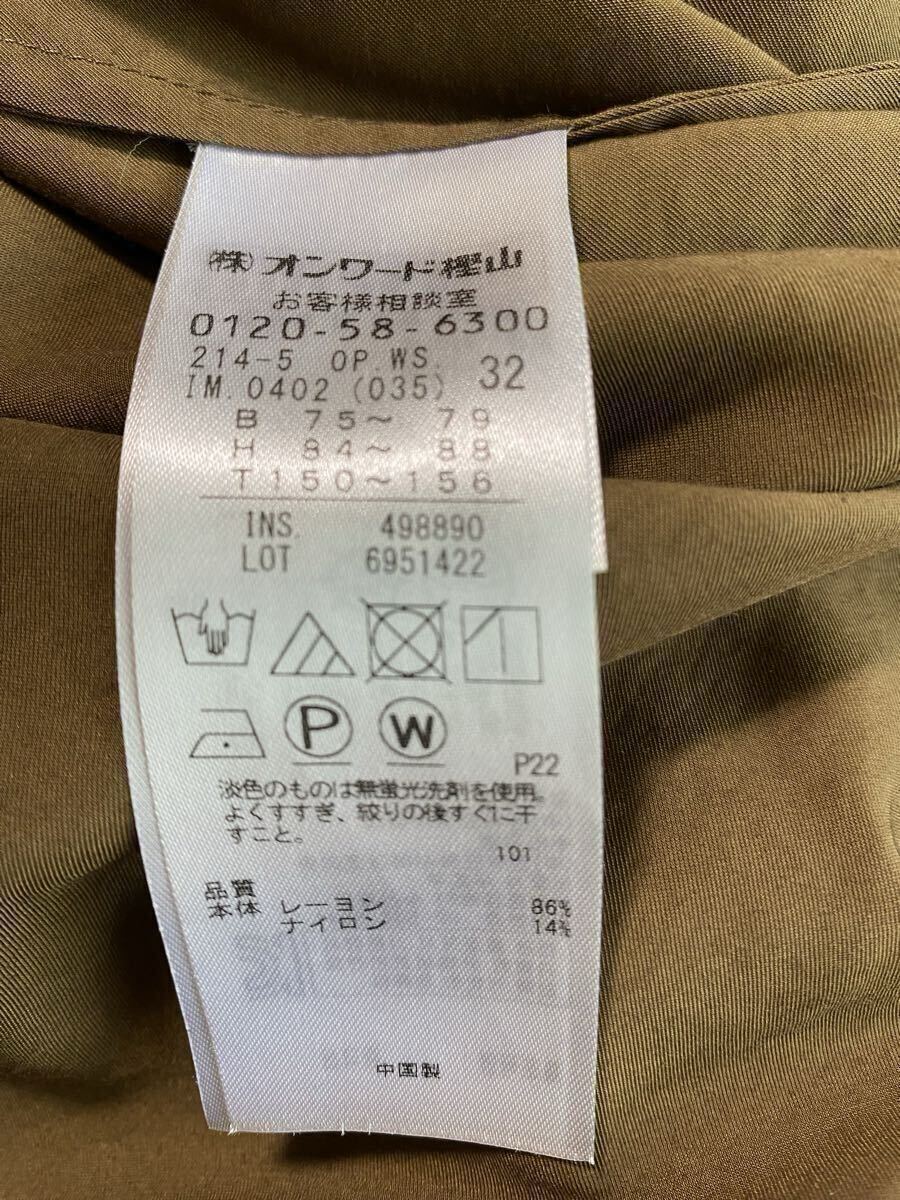 (株)オンワード樫山
お客様相談室
0120-58-6300
214-5 OP.WS. 32
IM.0402 (035)
B 75～ 79
H 84～ 88
T150～156
INS. 498890
LOT 6951422
P W
P22
淡色のものは無蛍光洗剤を使用。
よくすすぎ、絞りの後すぐに干
すこと。
101
品質
本体 レーヨン 86%
ナイロン 14%
中国製